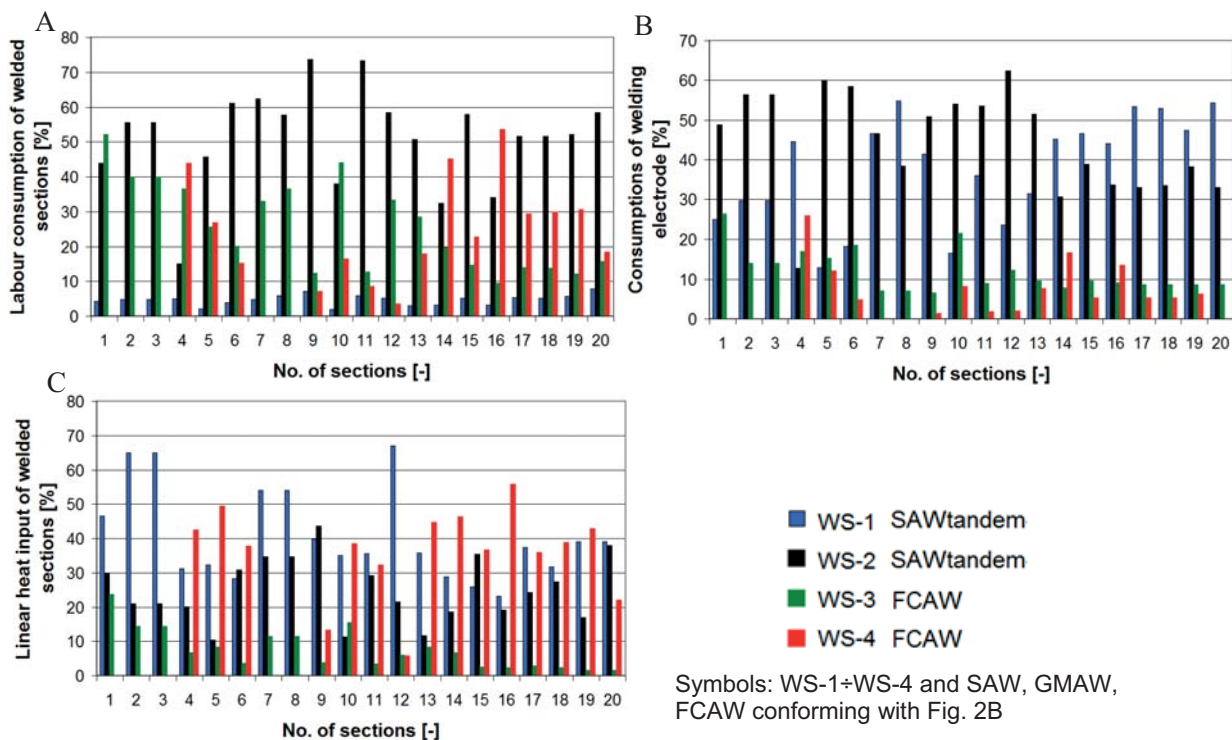 A
Labour consumption of welded
sections [%]
80
70
60
50
40
30
20
10
0
1 2 3 4 5 6 7 8 9 10 11 12 13 14 15 16 17 18 19 20
No. of sections [-]
B
Consumptions of welding
electrode [%]
70
60
50
40
30
20
10
0
1 2 3 4 5 6 7 8 9 10 11 12 13 14 15 16 17 18 19 20
No. of sections [-]
C
Linear heat input of welded
sections [%]
80
70
60
50
40
30
20
10
0
1 2 3 4 5 6 7 8 9 10 11 12 13 14 15 16 17 18 19 20
No. of sections [-]
WS-1 SAWtandem
WS-2 SAWtandem
WS-3 FCAW
WS-4 FCAW
Symbols: WS-1÷WS-4 and SAW, GMAW,
FCAW conforming with Fig. 2B